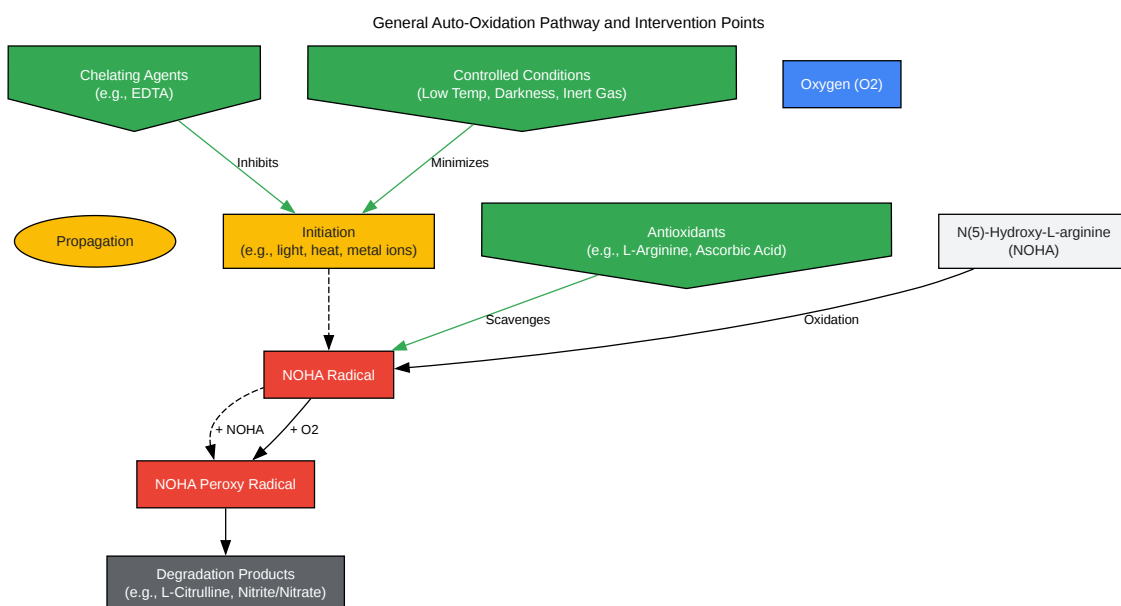 General Auto-Oxidation Pathway and Intervention Points
Chelating Agents
(e.g., EDTA)
Controlled Conditions
(Low Temp, Darkness, Inert Gas)
Oxygen (O2)
Inhibits
Minimizes
Propagation
Initiation
(e.g., light, heat, metal ions)
Antioxidants
(e.g., L-Arginine, Ascorbic Acid)
N(5)-Hydroxy-L-arginine
(NOHA)
Scavenges
Oxidation
NOHA Radical
+ NOHA
+ O2
NOHA Peroxy Radical
Degradation Products
(e.g., L-Citrulline, Nitrite/Nitrate)